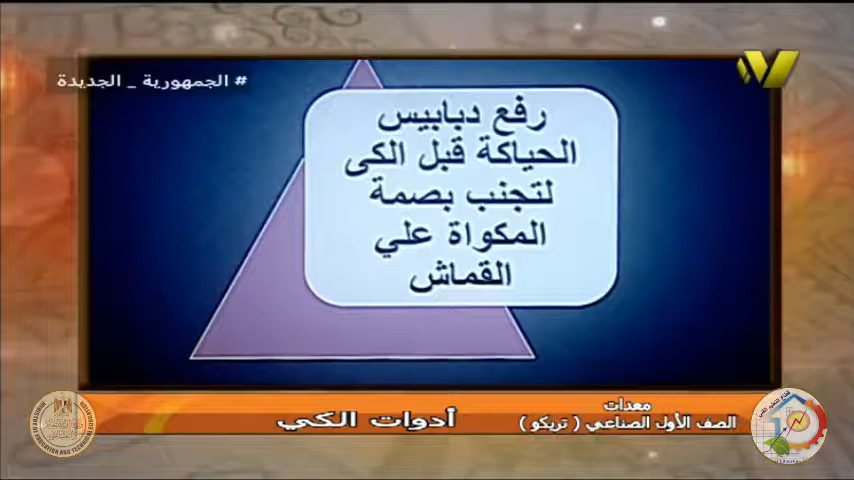 # الجمهورية _ الجديدة
رفع دبابيس
الحياكة قبل الكى
لتجنب بصمة
المكواة علي
القماش
معدات
الصف الأول الصناعي ( تريكو )
أدوات الكي